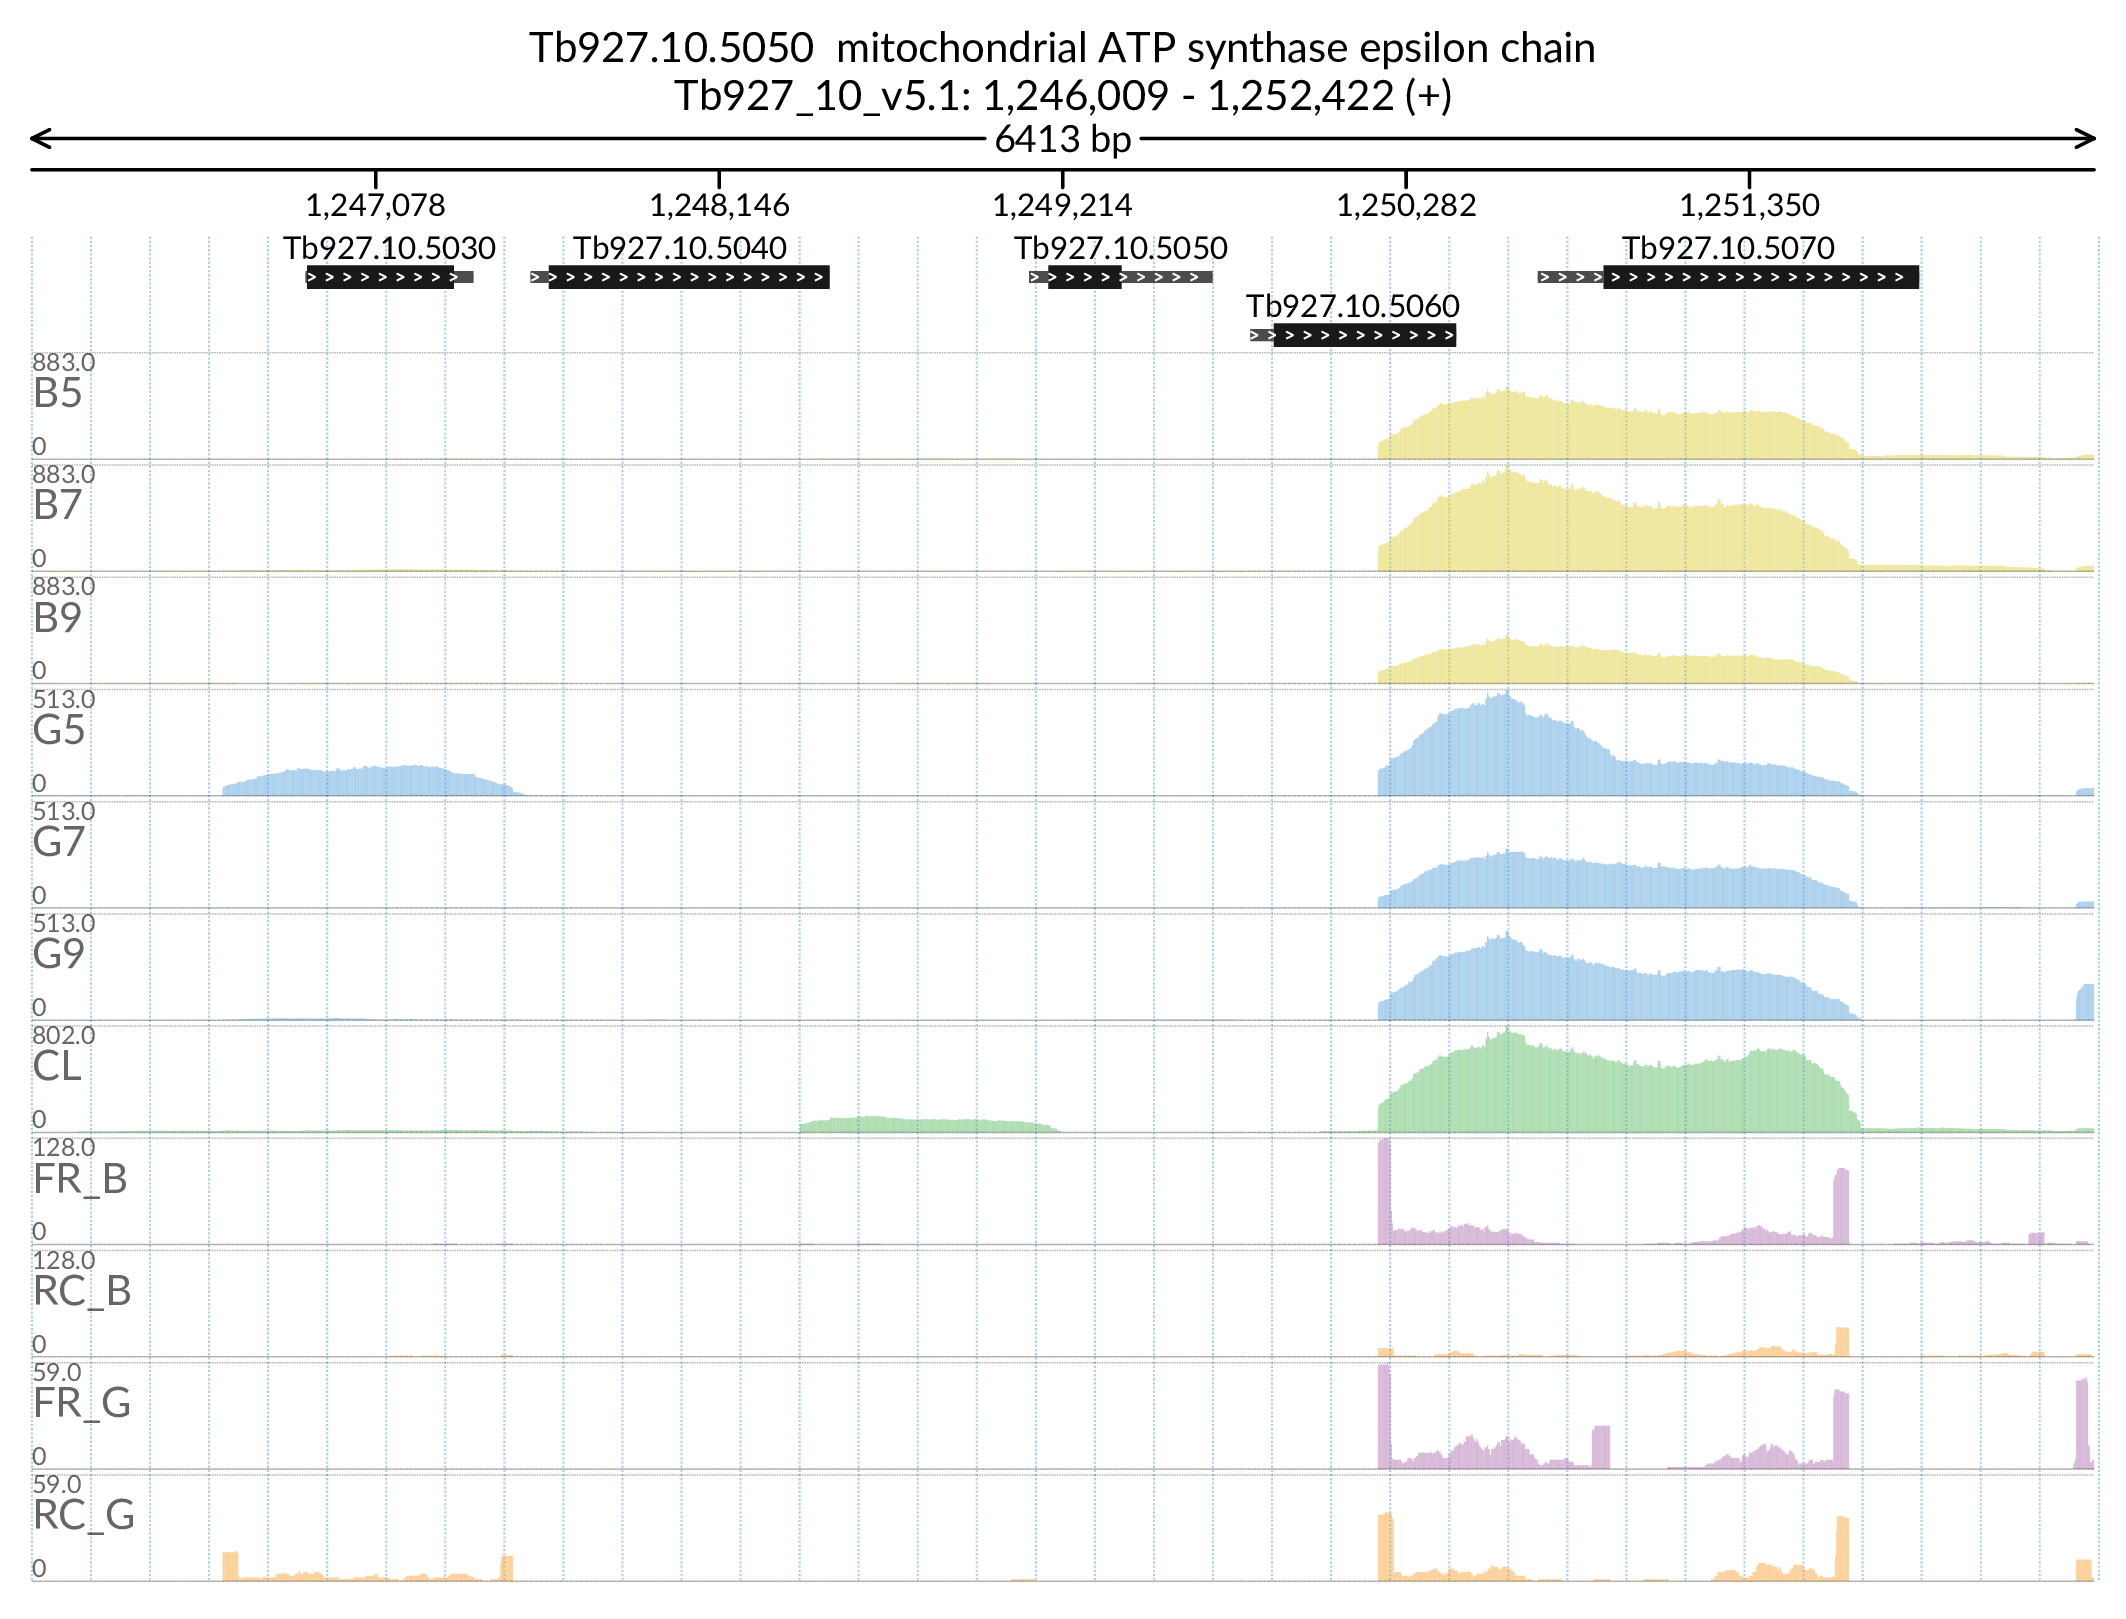 Tb927.10.5050  mitochondrial ATP synthase epsilon chain
Tb927_10_v5.1: 1,246,009 - 1,252,422 (+)
6413 bp
1,247,078 1,248,146 1,249,214 1,250,282 1,251,350
Tb927.10.5030 Tb927.10.5040 Tb927.10.5050 Tb927.10.5070
Tb927.10.5060
883.0
B5
0
883.0
B7
0
883.0
B9
0
513.0
G5
0
513.0
G7
0
513.0
G9
0
802.0
CL
0
128.0
FR_B
0
128.0
RC_B
0
59.0
FR_G
0
59.0
RC_G
0